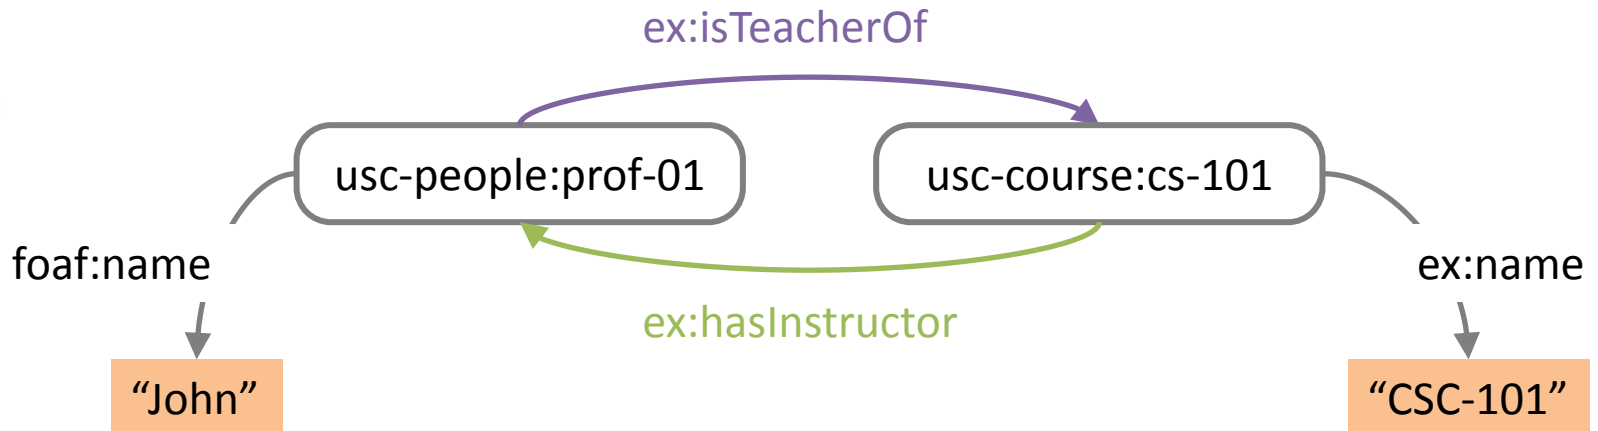 ex:isTeacherOf
usc-people:prof-01
usc-course:cs-101
foaf:name
ex:name
ex:hasInstructor
“John”
“CSC-101”